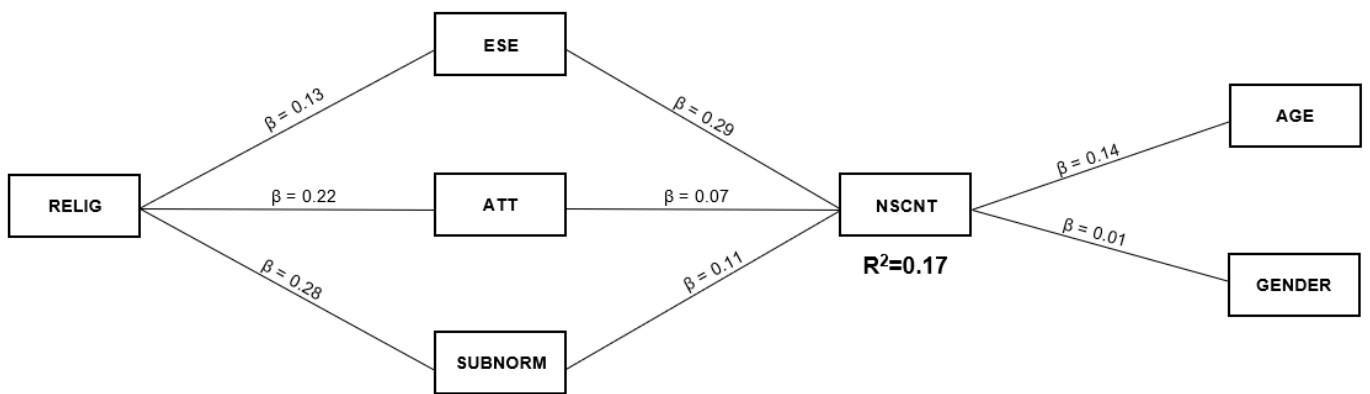 ESE
β = 0.13
β = 0.29
AGE
β = 0.14
RELIG
β = 0.22
ATT
β = 0.07
NSCNT
R²=0.17
β = 0.01
GENDER
β = 0.28
β = 0.11
SUBNORM